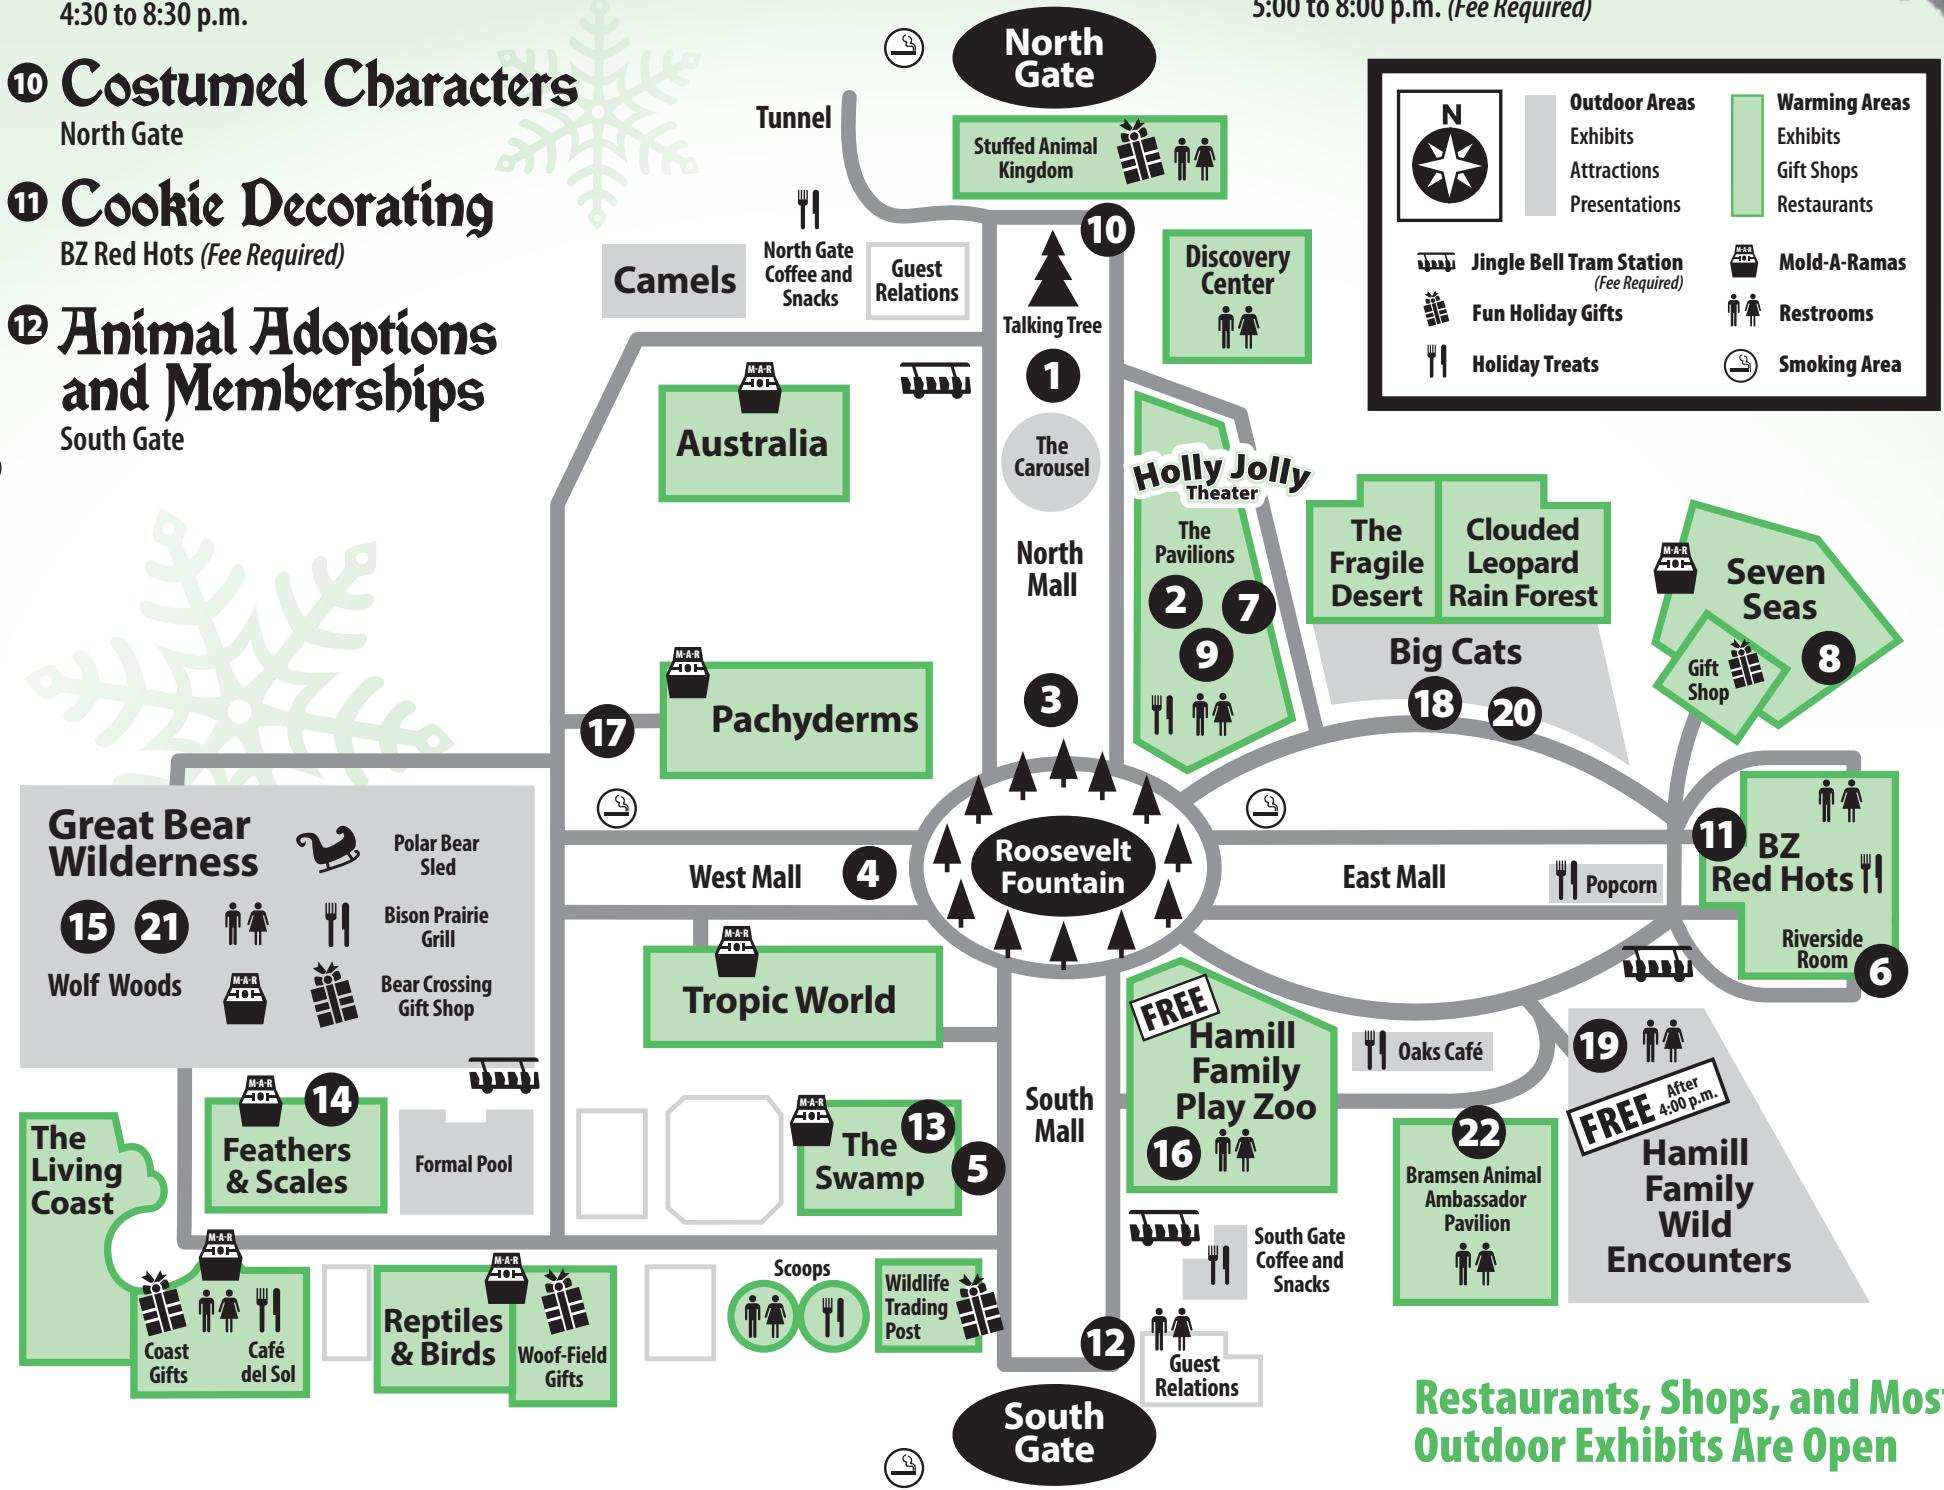 4:30 to 8:30 p.m.
10 Costumed Characters
North Gate
11 Cookie Decorating
BZ Red Hots (Fee Required)
12 Animal Adoptions
and Memberships
South Gate
5:00 to 8:00 p.m. (Fee Required)
North
Gate
Tunnel
Stuffed Animal
Kingdom
10
N
Outdoor Areas
Exhibits
Attractions
Presentations
Warming Areas
Exhibits
Gift Shops
Restaurants
Jingle Bell Tram Station
(Fee Required)
Fun Holiday Gifts
Holiday Treats
M-A-R
Mold-A-Ramas
Restrooms
Smoking Area
Camels
North Gate
Coffee and
Snacks
Guest
Relations
Talking Tree
1
Discovery
Center
M-A-R
Australia
The
Carousel
Holly Jolly
Theater
The
Pavilions
2
7
9
North
Mall
3
The
Fragile
Desert
Clouded
Leopard
Rain Forest
Big Cats
18
20
M-A-R
Seven
Seas
8
Gift
Shop
M-A-R
Pachyderms
17
Great Bear
Wilderness
15
21
Wolf Woods
Polar Bear
Sled
Bison Prairie
Grill
M-A-R
Bear Crossing
Gift Shop
West Mall
4
Roosevelt
Fountain
East Mall
Popcorn
11
BZ
Red Hots
Riverside
Room
6
M-A-R
Tropic World
FREE
Hamill
Family
Play Zoo
16
Oaks Café
19
FREE After
4:00 p.m.
Hamill
Family
Wild
Encounters
22
Bramsen Animal
Ambassador
Pavilion
South
Mall
M-A-R
14
Feathers
& Scales
Formal Pool
M-A-R
13
The
Swamp
5
The
Living
Coast
M-A-R
Coast
Gifts
Café
del Sol
M-A-R
Reptiles
& Birds
Woof-Field
Gifts
Scoops
Wildlife
Trading
Post
South Gate
Coffee and
Snacks
12
Guest
Relations
South
Gate
Restaurants, Shops, and Mos
Outdoor Exhibits Are Open